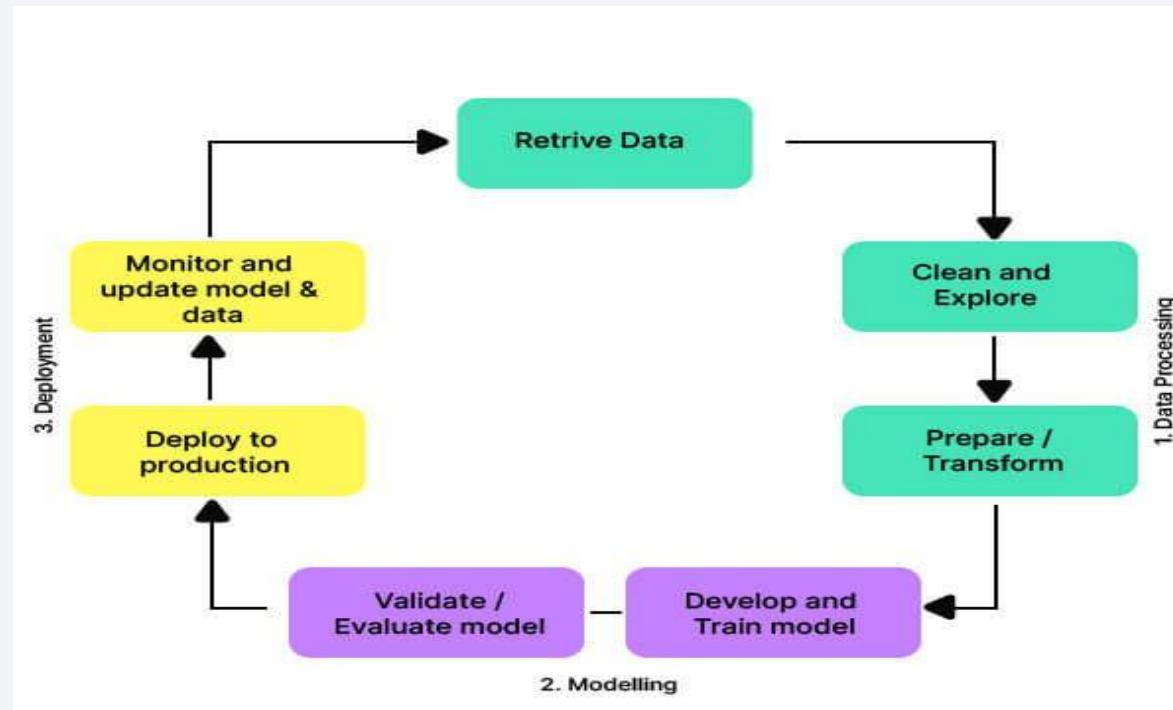 Retrive Data
Clean and
Explore
1.Data Processing
Prepare /
Transform
Develop and
Train model
Validate /
Evaluate model
2. Modelling
Deploy to
production
3. Deployment
Monitor and
update model &
data